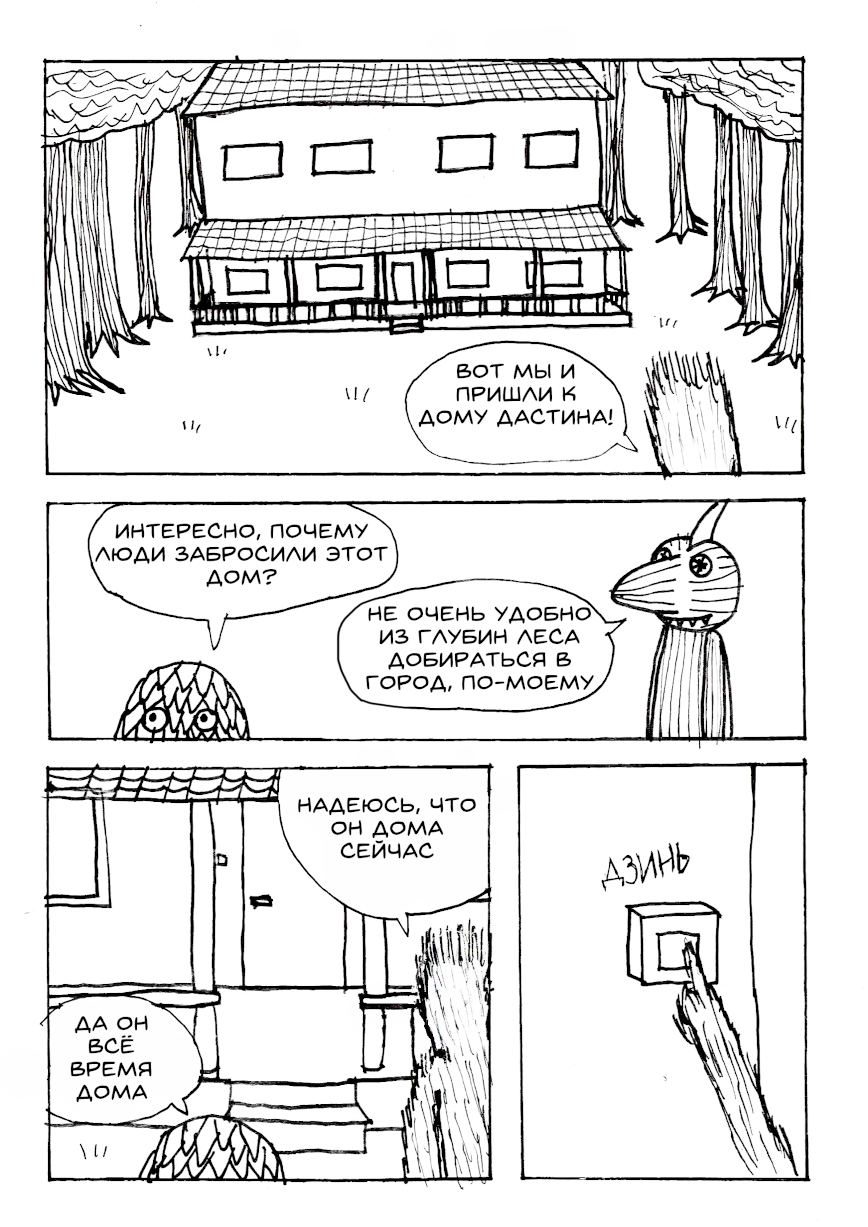 ВОТ МЫ И
ПРИШЛИ К
ДОМУ ДАСТИНА!
ИНТЕРЕСНО, ПОЧЕМУ
ЛЮДИ ЗАБРОСИЛИ ЭТОТ
ДОМ?
НЕ ОЧЕНЬ УДОБНО
ИЗ ГЛУБИН ЛЕСА
ДОБИРАТЬСЯ В
ГОРОД, ПО-МОЕМУ
НАДЕЮСЬ, ЧТО
ОН ДОМА
СЕЙЧАС
ДА ОН
ВСЁ
ВРЕМЯ
ДОМА
ДЗИНЬ